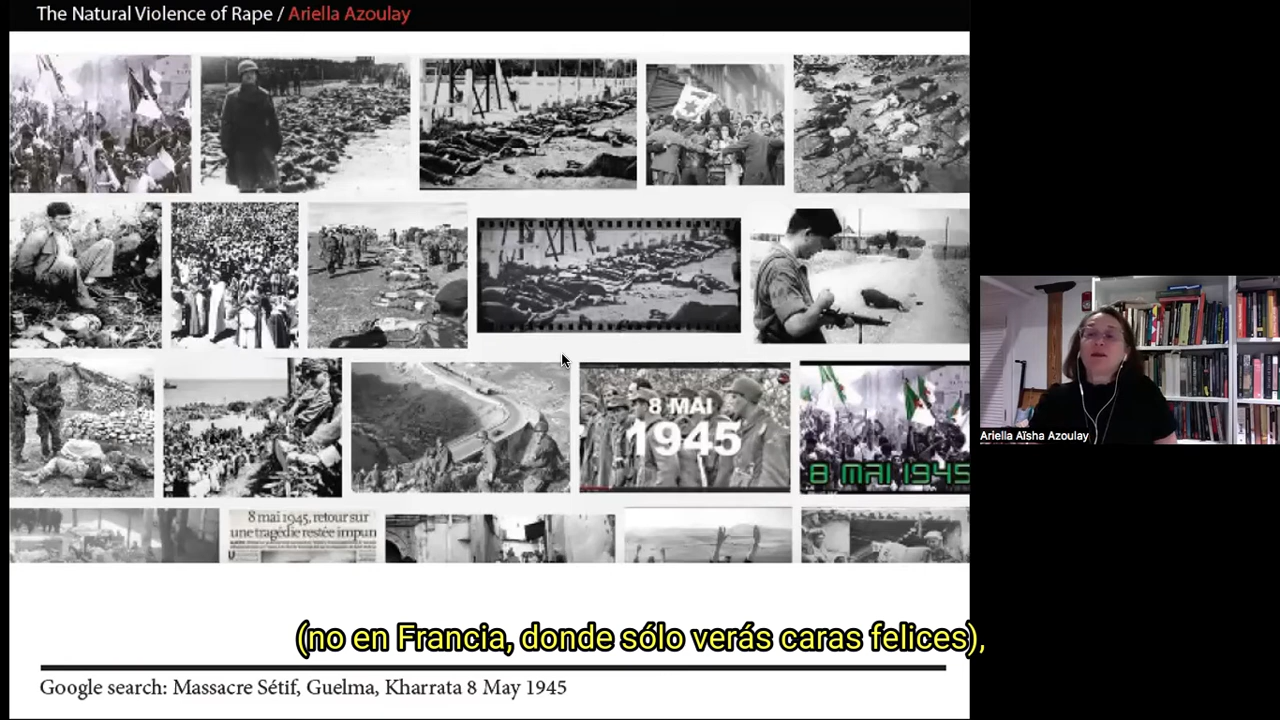 The Natural Violence of Rape / Ariella Azoulay
8 MAI
1945
8 MAI 1945
8 mai 1945, retour sur
une tragédie restée impun
Ariella Aïsha Azoulay
(no en Francia, donde sólo verás caras felices),
Google search: Massacre Sétif, Guelma, Kharrata 8 May 1945